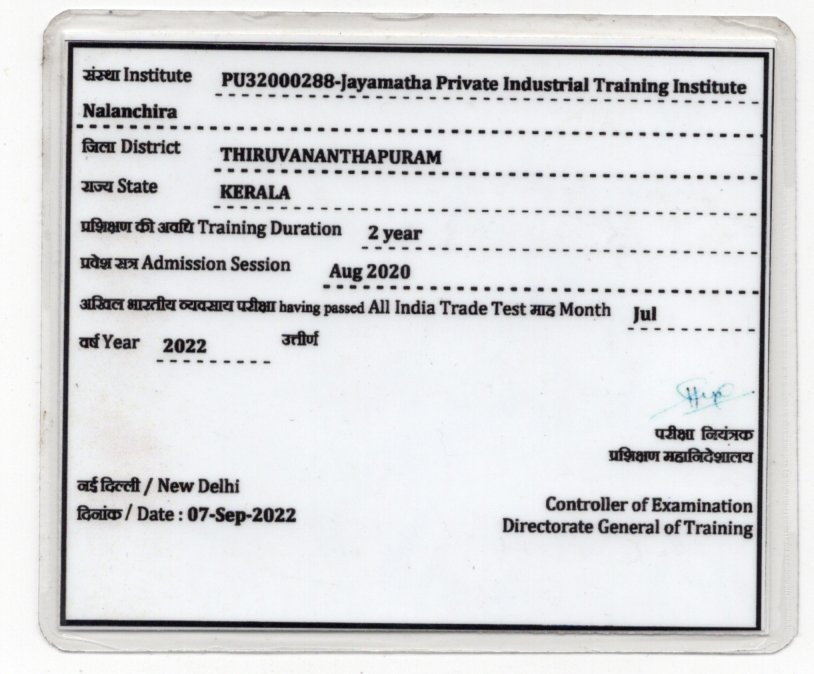 संस्था Institute PU32000288-Jayamatha Private Industrial Training Institute
Nalanchira
जिला District THIRUVANANTHAPURAM
राज्य State KERALA
प्रशिक्षण की अवधि Training Duration 2 year
प्रवेश सत्र Admission Session Aug 2020
अखिल भारतीय व्यवसाय परीक्षा having passed All India Trade Test माह Month Jul
वर्ष Year 2022 उत्तीर्ण
परीक्षा नियंत्रक
प्रशिक्षण महानिदेशालय
नई दिल्ली / New Delhi
दिनांक / Date : 07-Sep-2022
Controller of Examination
Directorate General of Training